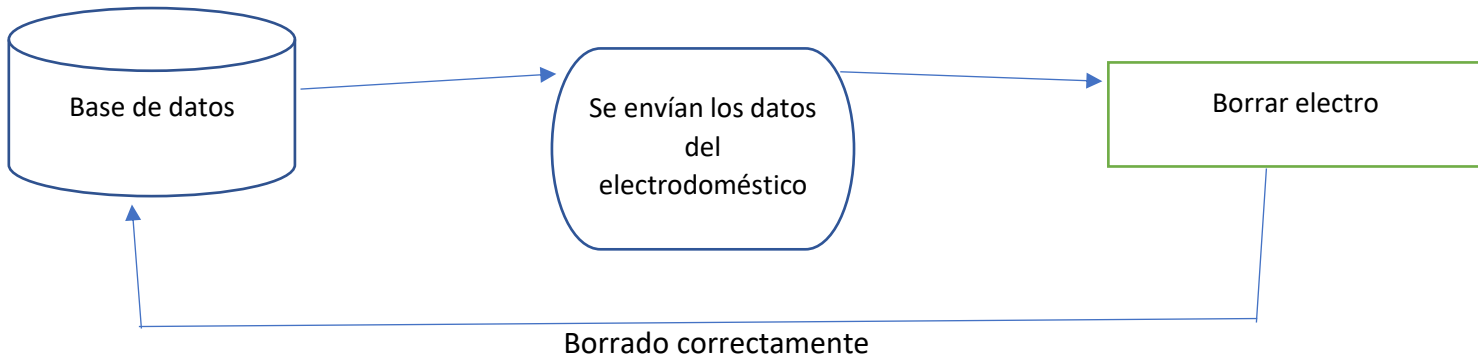 Base de datos
Se envían los datos
del
electrodoméstico
Borrar electro
Borrado correctamente